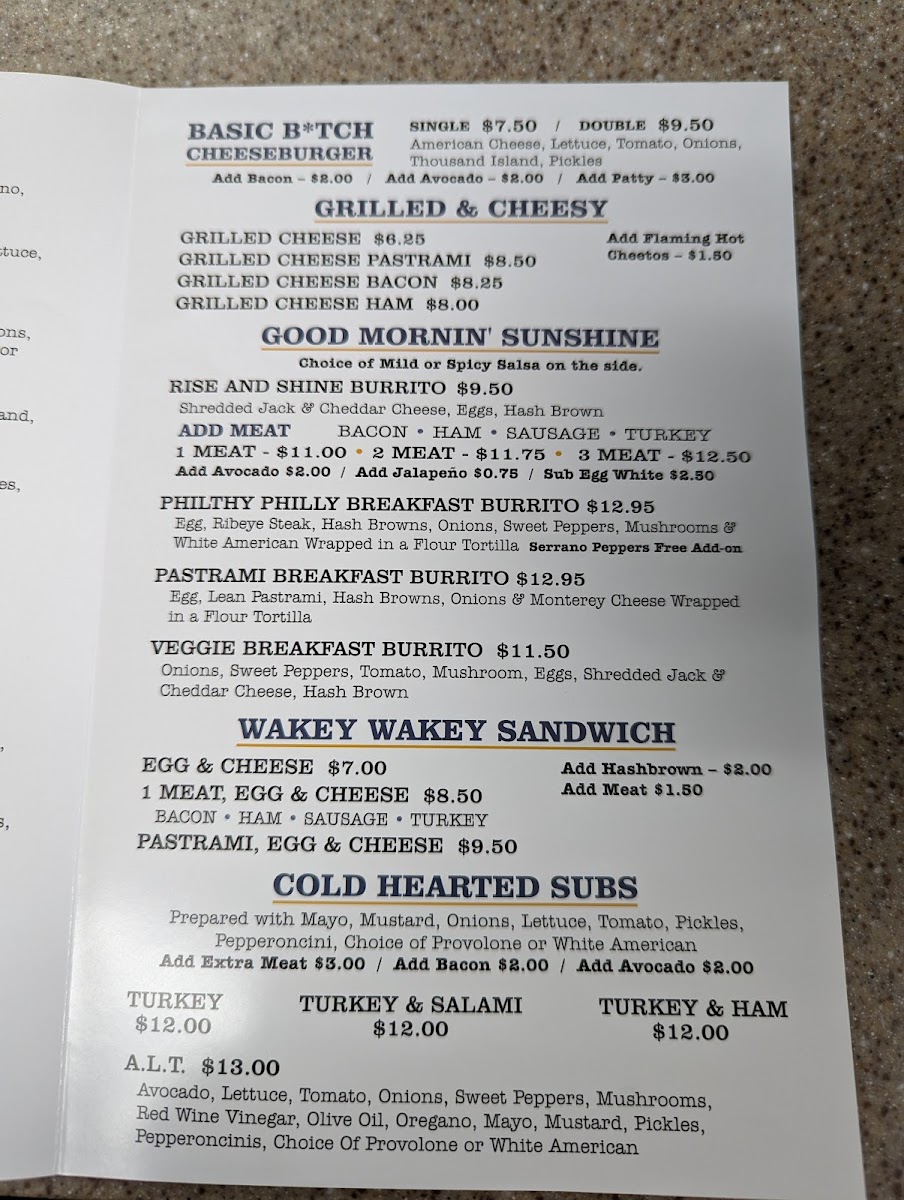 no,
ttuce,
ons,
or
and,
es,
,
s,
BASIC B*TCH
CHEESEBURGER
SINGLE $7.50 / DOUBLE $9.50
American Cheese, Lettuce, Tomato, Onions,
Thousand Island, Pickles
Add Bacon – $2.00 / Add Avocado – $2.00 / Add Patty – $3.00
GRILLED & CHEESY
GRILLED CHEESE $6.25
GRILLED CHEESE PASTRAMI $8.50
GRILLED CHEESE BACON $8.25
GRILLED CHEESE HAM $8.00
Add Flaming Hot
Cheetos – $1.50
GOOD MORNIN' SUNSHINE
Choice of Mild or Spicy Salsa on the side.
RISE AND SHINE BURRITO $9.50
Shredded Jack & Cheddar Cheese, Eggs, Hash Brown
ADD MEAT BACON • HAM • SAUSAGE • TURKEY
1 MEAT - $11.00 • 2 MEAT - $11.75 • 3 MEAT - $12.50
Add Avocado $2.00 / Add Jalapeño $0.75 / Sub Egg White $2.50
PHILTHY PHILLY BREAKFAST BURRITO $12.95
Egg, Ribeye Steak, Hash Browns, Onions, Sweet Peppers, Mushrooms &
White American Wrapped in a Flour Tortilla Serrano Peppers Free Add-on
PASTRAMI BREAKFAST BURRITO $12.95
Egg, Lean Pastrami, Hash Browns, Onions & Monterey Cheese Wrapped
in a Flour Tortilla
VEGGIE BREAKFAST BURRITO $11.50
Onions, Sweet Peppers, Tomato, Mushroom, Eggs, Shredded Jack &
Cheddar Cheese, Hash Brown
WAKEY WAKEY SANDWICH
EGG & CHEESE $7.00
1 MEAT, EGG & CHEESE $8.50
BACON • HAM • SAUSAGE • TURKEY
PASTRAMI, EGG & CHEESE $9.50
Add Hashbrown – $2.00
Add Meat $1.50
COLD HEARTED SUBS
Prepared with Mayo, Mustard, Onions, Lettuce, Tomato, Pickles,
Pepperoncini, Choice of Provolone or White American
Add Extra Meat $3.00 / Add Bacon $2.00 / Add Avocado $2.00
TURKEY
$12.00
TURKEY & SALAMI
$12.00
TURKEY & HAM
$12.00
A.L.T. $13.00
Avocado, Lettuce, Tomato, Onions, Sweet Peppers, Mushrooms,
Red Wine Vinegar, Olive Oil, Oregano, Mayo, Mustard, Pickles,
Pepperoncinis, Choice Of Provolone or White American